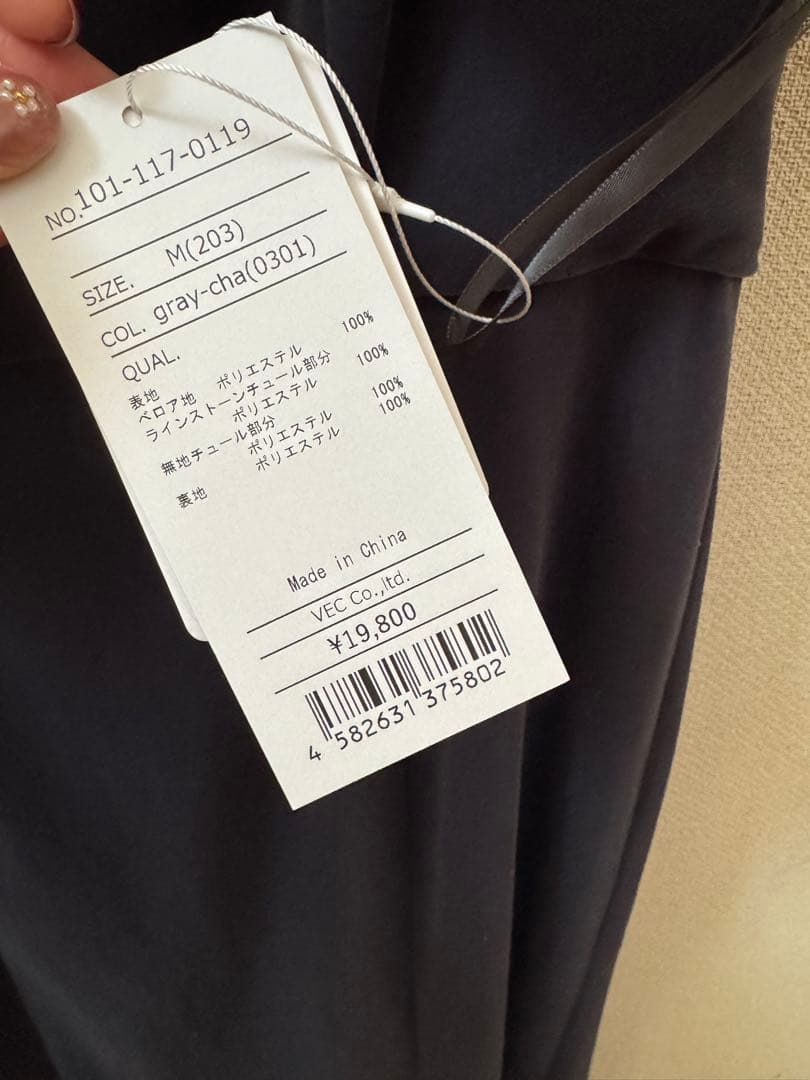 NO.101-117-0119
SIZE. M(203)
COL. gray-cha(0301)
QUAL.
表地
ベロア地 ポリエステル 100%
ラインストーンチュール部分
ポリエステル 100%
無地チュール部分
ポリエステル 100%
裏地 ポリエステル 100%
Made in China
VEC Co.,ltd.
¥19,800
4 582631 375802